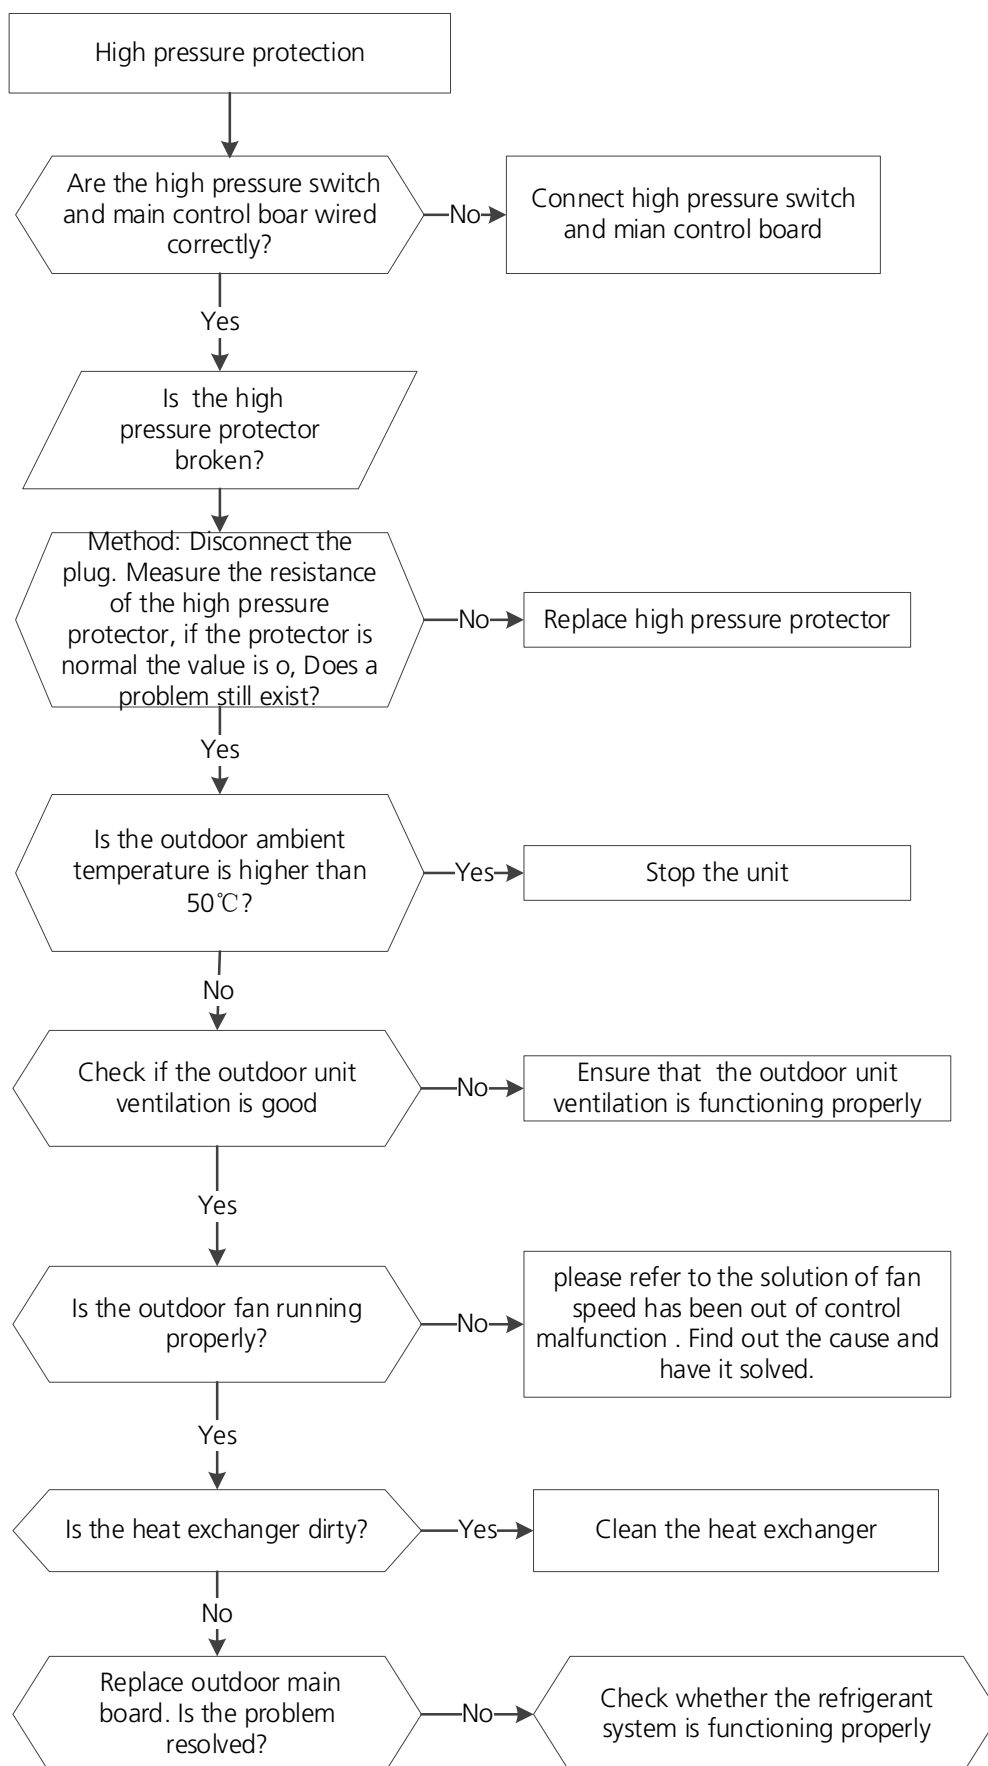 High pressure protection
Are the high pressure switch
and main control boar wired
correctly?
No
Connect high pressure switch
and mian control board
Yes
Is the high
pressure protector
broken?
Method: Disconnect the
plug. Measure the resistance
of the high pressure
protector, if the protector is
normal the value is o, Does a
problem still exist?
No
Replace high pressure protector
Yes
Is the outdoor ambient
temperature is higher than
50℃?
Yes
Stop the unit
No
Check if the outdoor unit
ventilation is good
No
Ensure that the outdoor unit
ventilation is functioning properly
Yes
Is the outdoor fan running
properly?
No
please refer to the solution of fan
speed has been out of control
malfunction . Find out the cause and
have it solved.
Yes
Is the heat exchanger dirty?
Yes
Clean the heat exchanger
No
Replace outdoor main
board. Is the problem
resolved?
No
Check whether the refrigerant
system is functioning properly